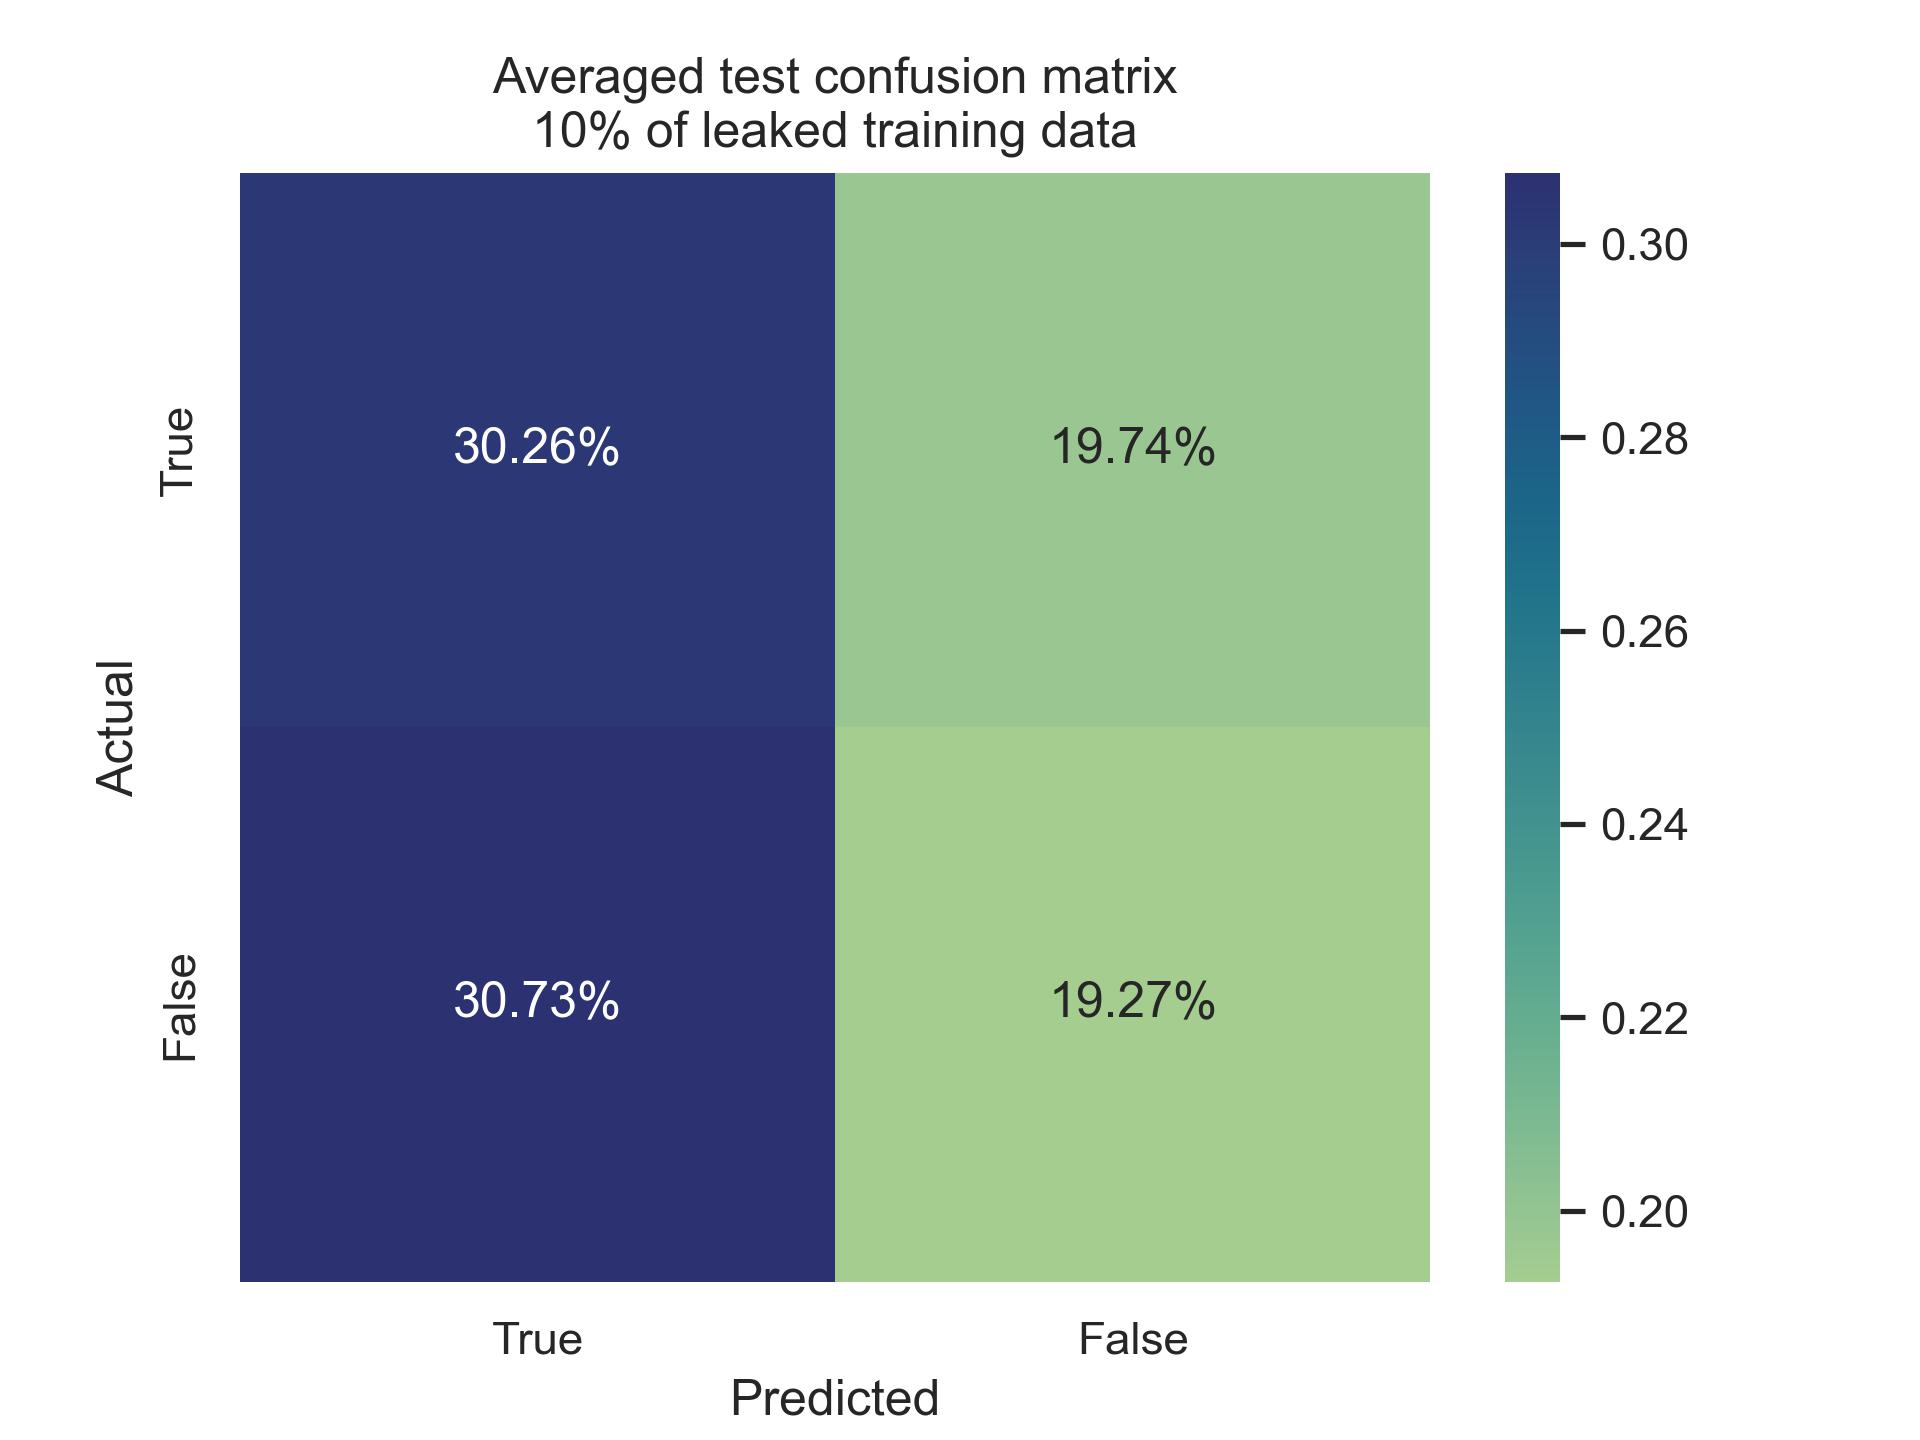 Averaged test confusion matrix
10% of leaked training data
Actual
True
30.26%
19.74%
False
30.73%
19.27%
True
False
Predicted
0.30
0.28
0.26
0.24
0.22
0.20